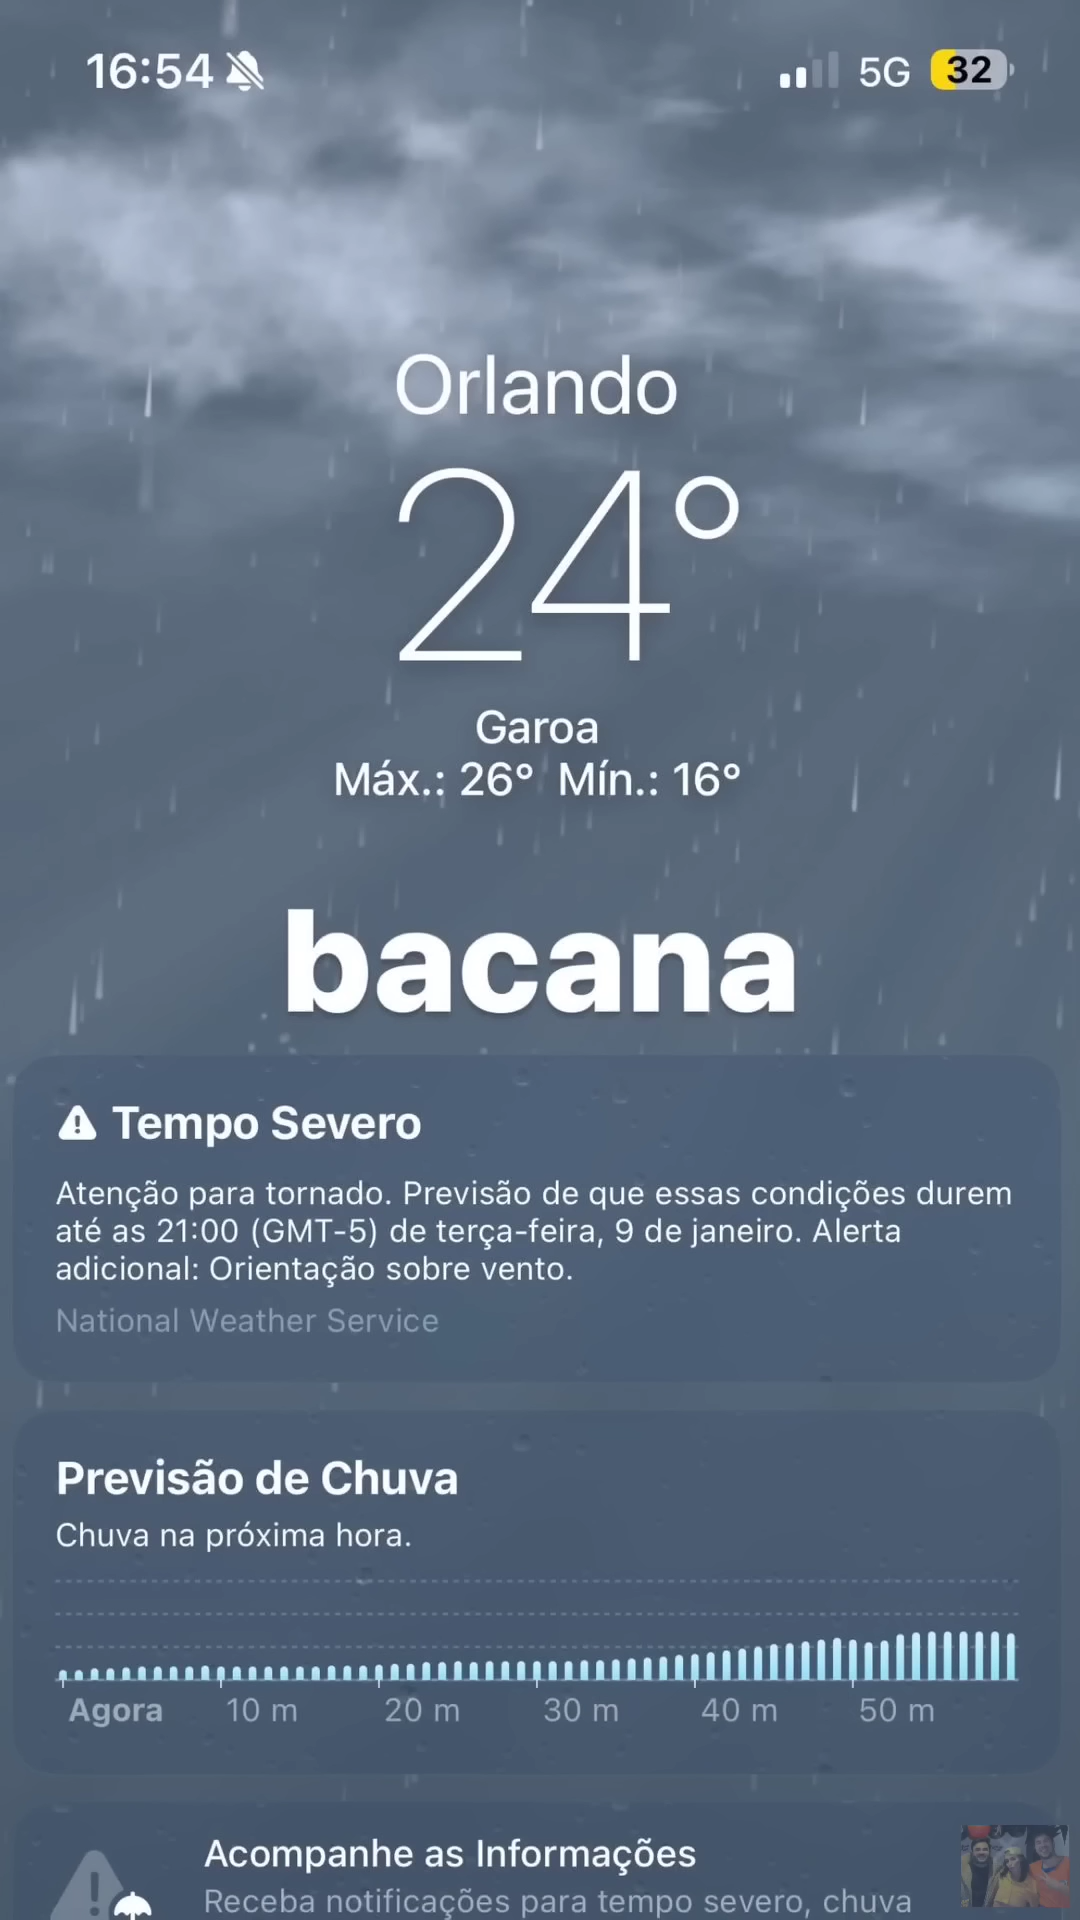 16:54
5G
32
Orlando
24°
Garoa
Máx.: 26° Mín.: 16°
bacana
Tempo Severo
Atenção para tornado. Previsão de que essas condições durem
até as 21:00 (GMT-5) de terça-feira, 9 de janeiro. Alerta
adicional: Orientação sobre vento.
National Weather Service
Previsão de Chuva
Chuva na próxima hora.
Agora 10 m 20 m 30 m 40 m 50 m
Acompanhe as Informações
Receba notificações para tempo severo, chuva